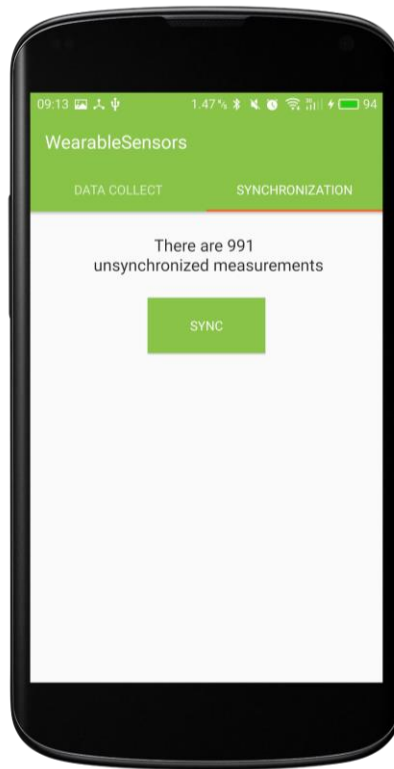 09:13 1.47% 94
WearableSensors
DATA COLLECT SYNCHRONIZATION
There are 991
unsynchronized measurements
SYNC